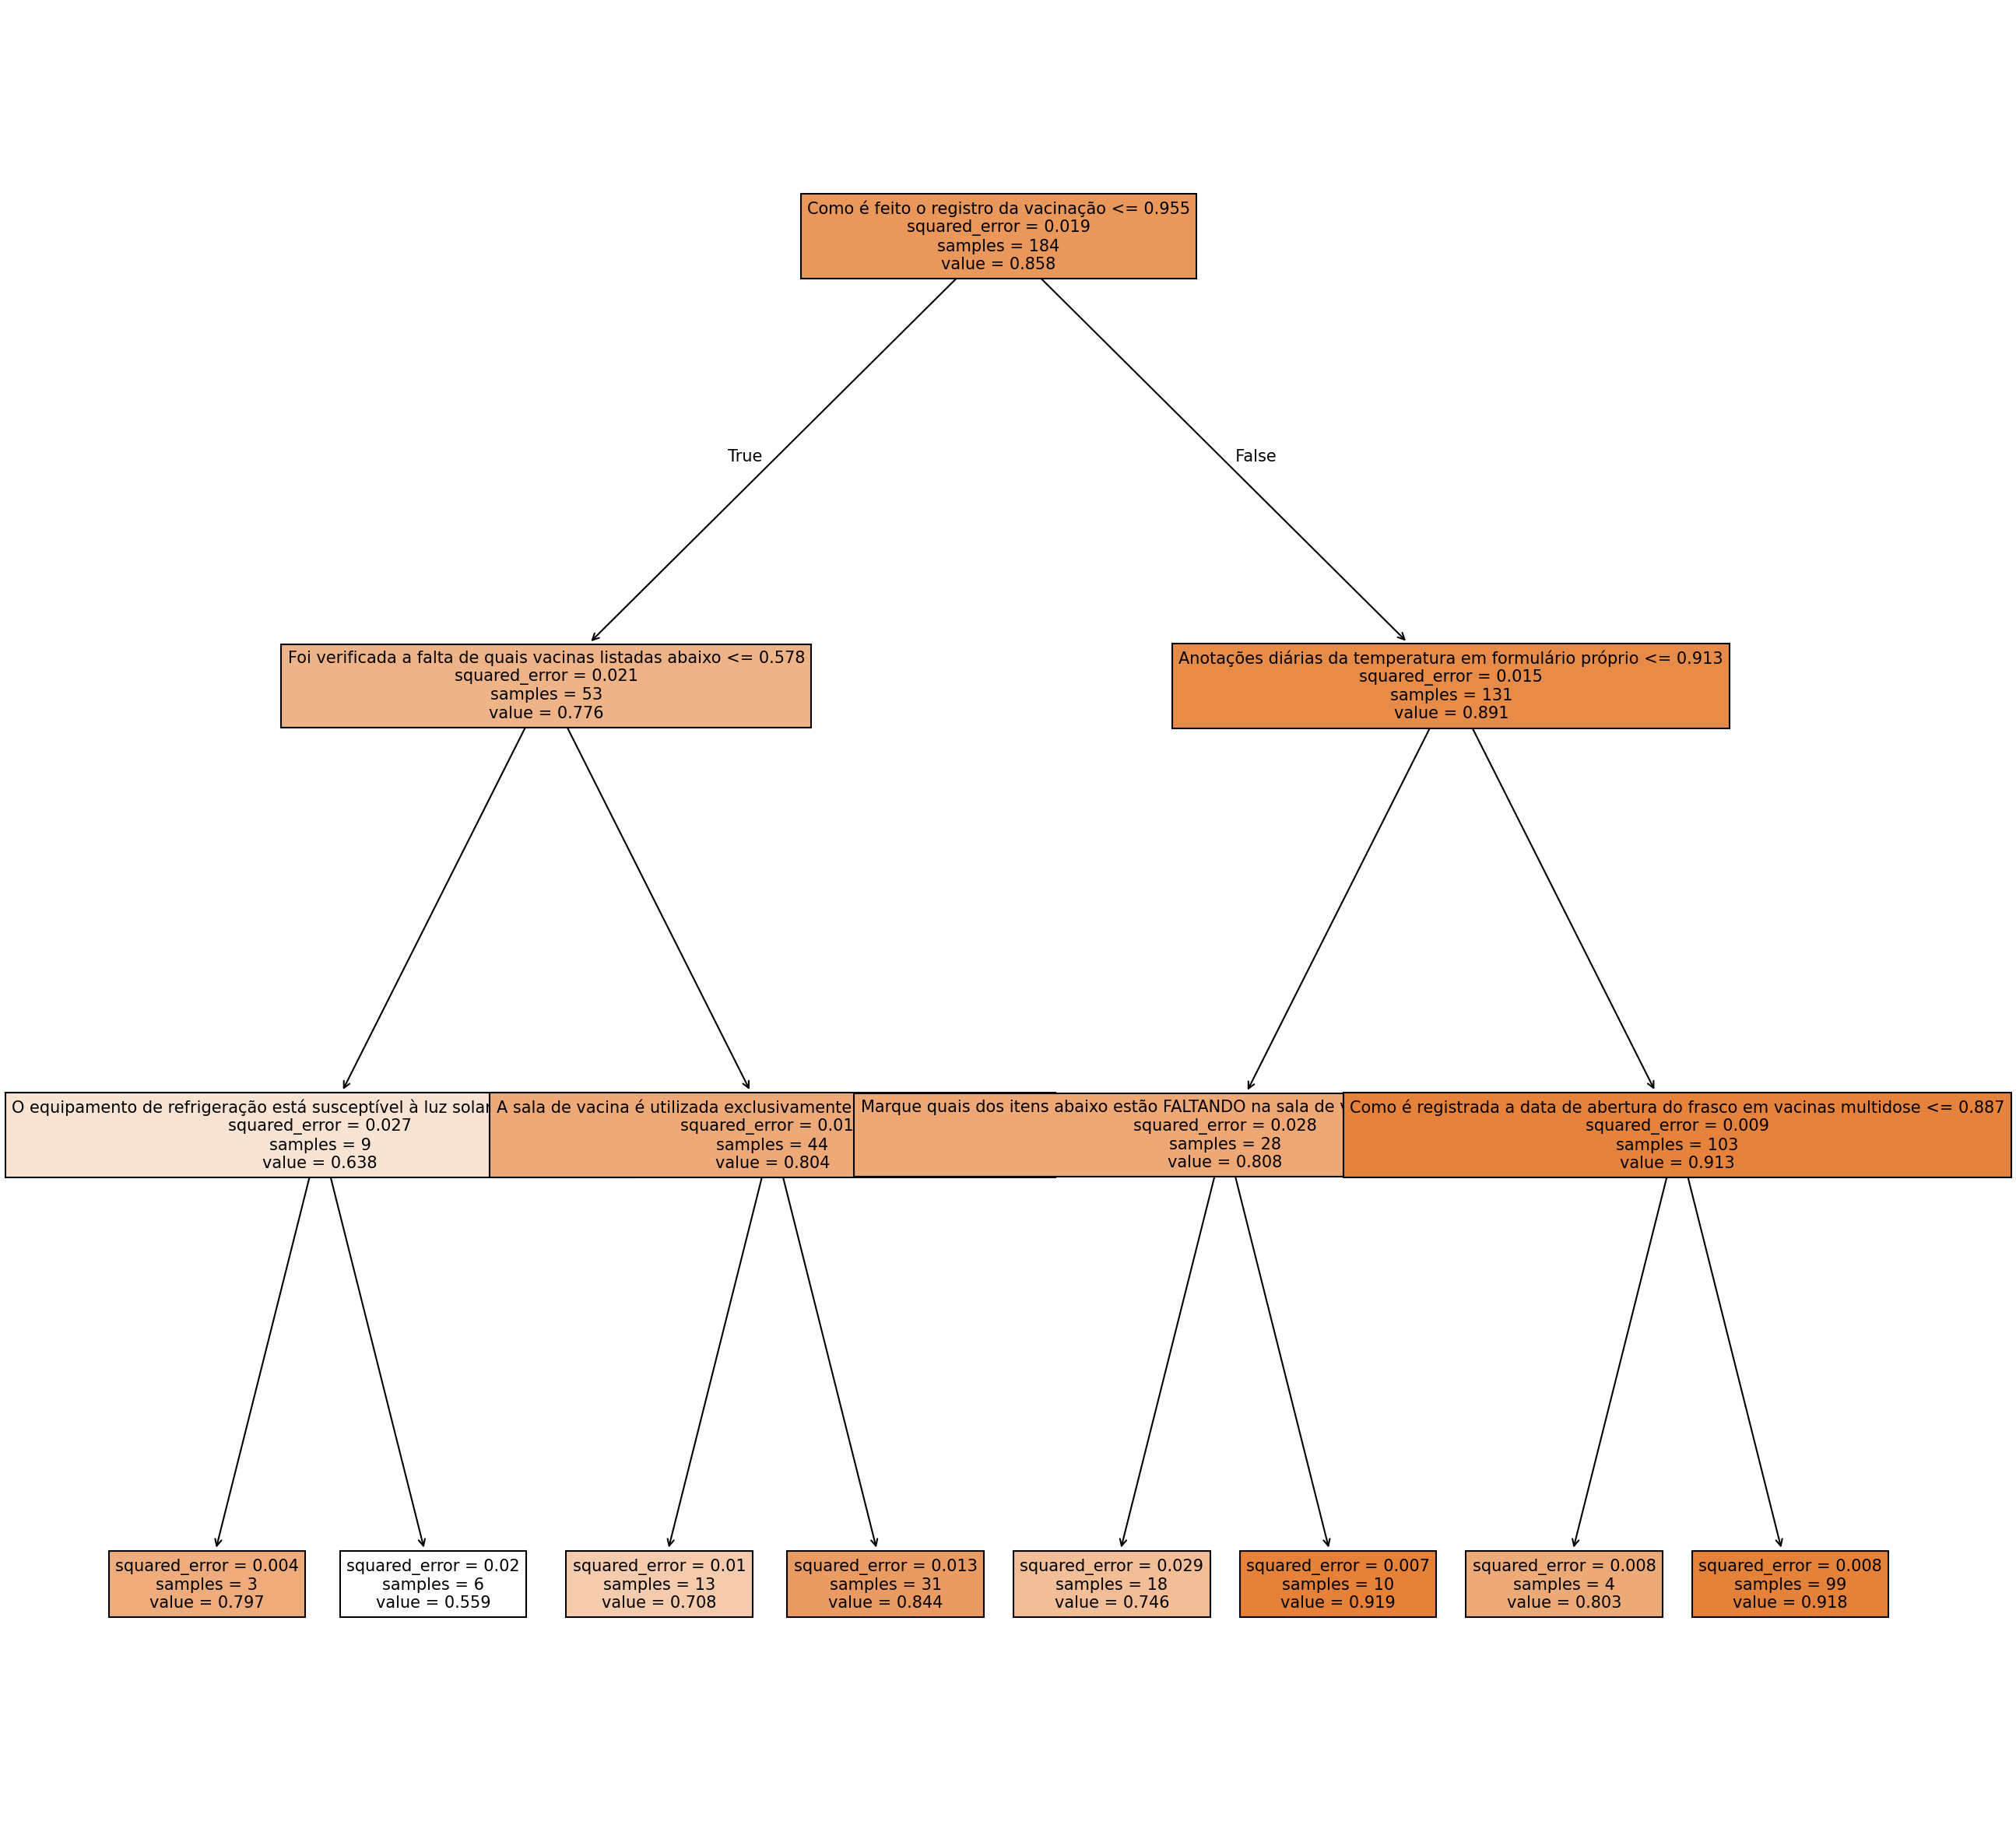 Como é feito o registro da vacinação <= 0.955
squared_error = 0.019
samples = 184
value = 0.858
True
False
Foi verificada a falta de quais vacinas listadas abaixo <= 0.578
squared_error = 0.021
samples = 53
value = 0.776
Anotações diárias da temperatura em formulário próprio <= 0.913
squared_error = 0.015
samples = 131
value = 0.891
O equipamento de refrigeração está susceptível à luz solar
squared_error = 0.027
samples = 9
value = 0.638
A sala de vacina é utilizada exclusivamente
squared_error = 0.01
samples = 44
value = 0.804
Marque quais dos itens abaixo estão FALTANDO na sala de
squared_error = 0.028
samples = 28
value = 0.808
Como é registrada a data de abertura do frasco em vacinas multidose <= 0.887
squared_error = 0.009
samples = 103
value = 0.913
squared_error = 0.004
samples = 3
value = 0.797
squared_error = 0.02
samples = 6
value = 0.559
squared_error = 0.01
samples = 13
value = 0.708
squared_error = 0.013
samples = 31
value = 0.844
squared_error = 0.029
samples = 18
value = 0.746
squared_error = 0.007
samples = 10
value = 0.919
squared_error = 0.008
samples = 4
value = 0.803
squared_error = 0.008
samples = 99
value = 0.918